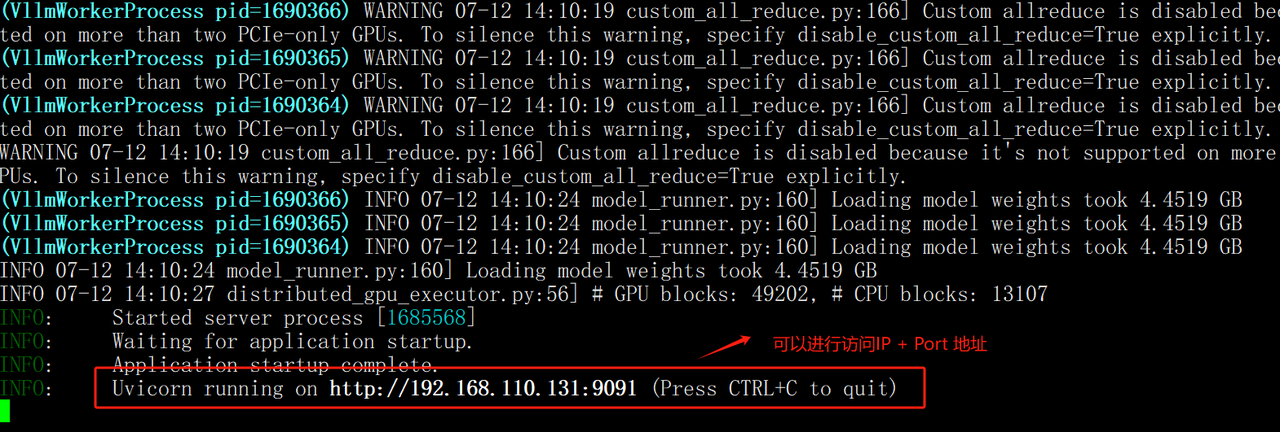 (VllmWorkerProcess pid=1690366) WARNING 07-12 14:10:19 custom_all_reduce.py:166] Custom allreduce is disabled bec
ted on more than two PCIe-only GPUs. To silence this warning, specify disable_custom_all_reduce=True explicitly.
(VllmWorkerProcess pid=1690365) WARNING 07-12 14:10:19 custom_all_reduce.py:166] Custom allreduce is disabled bec
ted on more than two PCIe-only GPUs. To silence this warning, specify disable_custom_all_reduce=True explicitly.
(VllmWorkerProcess pid=1690364) WARNING 07-12 14:10:19 custom_all_reduce.py:166] Custom allreduce is disabled bec
ted on more than two PCIe-only GPUs. To silence this warning, specify disable_custom_all_reduce=True explicitly.
WARNING 07-12 14:10:19 custom_all_reduce.py:166] Custom allreduce is disabled because it's not supported on more
PUs. To silence this warning, specify disable_custom_all_reduce=True explicitly.
(VllmWorkerProcess pid=1690366) INFO 07-12 14:10:24 model_runner.py:160] Loading model weights took 4.4519 GB
(VllmWorkerProcess pid=1690365) INFO 07-12 14:10:24 model_runner.py:160] Loading model weights took 4.4519 GB
(VllmWorkerProcess pid=1690364) INFO 07-12 14:10:24 model_runner.py:160] Loading model weights took 4.4519 GB
INFO 07-12 14:10:24 model_runner.py:160] Loading model weights took 4.4519 GB
INFO 07-12 14:10:27 distributed_gpu_executor.py:56] # GPU blocks: 49202, # CPU blocks: 13107
INFO: Started server process [1685568]
INFO: Waiting for application startup.
可以进行访问IP + Port 地址
INFO: Application startup complete.
INFO: Uvicorn running on http://192.168.110.131:9091 (Press CTRL+C to quit)